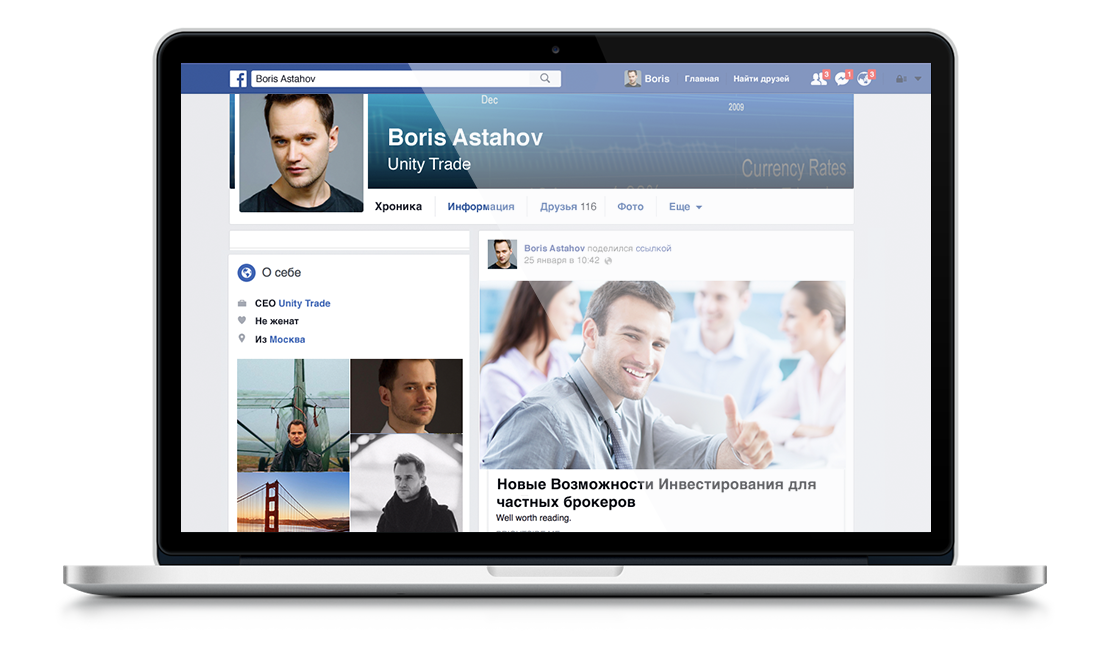 Boris Astahov
Boris
Главная
Найти друзей
3
1
3
Dec
2009
Boris Astahov
Unity Trade
Currency Rates
Хроника
Информация
Друзья 116
Фото
Еще
О себе
CEO Unity Trade
Не женат
Из Москва
Boris Astahov поделился ссылкой
25 января в 10:42
Новые Возможности Инвестирования для
частных брокеров
Well worth reading.